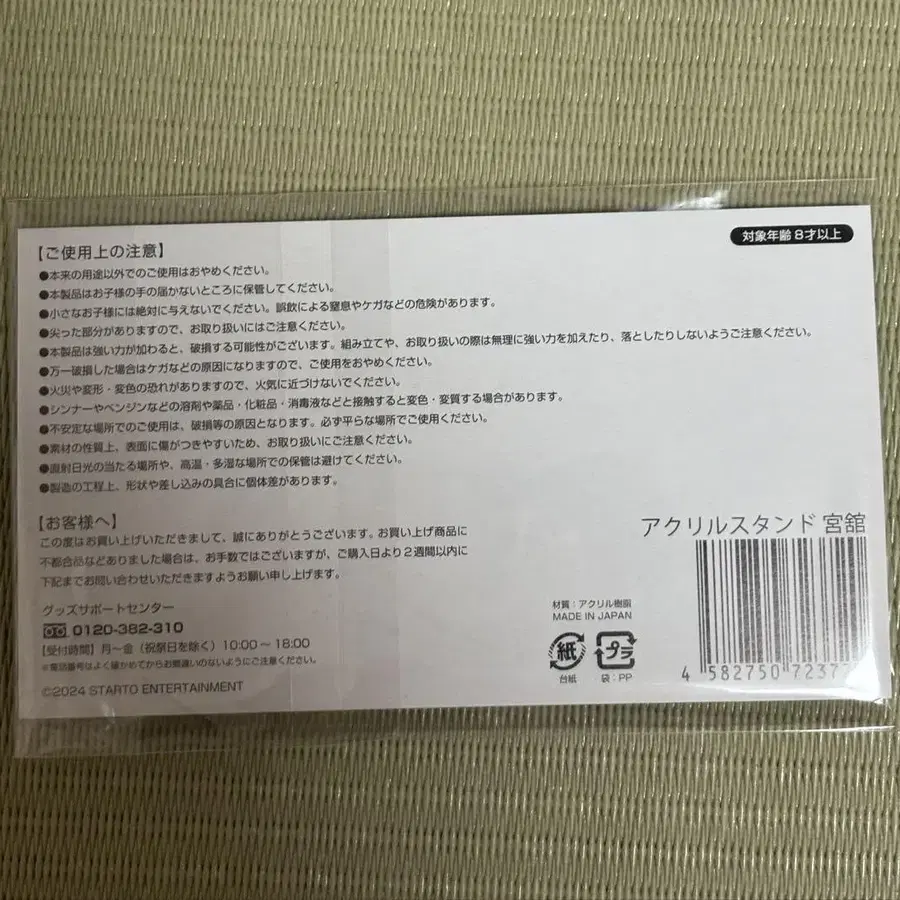 【ご使用上の注意】
対象年齢8才以上
●本来の用途以外でのご使用はおやめください。
●本製品はお子様の手の届かないところに保管してください。
●小さなお子様には絶対に与えないでください。誤飲による窒息やケガなどの危険があります。
●尖った部分がありますので、お取り扱いにはご注意ください。
●本製品は強い力が加わると、破損する可能性がございます。組み立てや、お取り扱いの際は無理に強い力を加えたり、落としたりしないようご注意ください。
●万一破損した場合はケガなどの原因になりますので、ご使用をおやめください。
●火災や変形・変色の恐れがありますので、火気に近づけないでください。
●シンナーやベンジンなどの溶剤や薬品・化粧品・消毒液などと接触すると変色・変質する場合があります。
●不安定な場所でのご使用は、破損等の原因となります。必ず平らな場所でご使用ください。
●素材の性質上、表面に傷がつきやすいため、お取り扱いにご注意ください。
●直射日光の当たる場所や、高温・多湿な場所での保管は避けてください。
●製造の工程上、形状や差し込みの具合に個体差があります。
【お客様へ】
この度はお買い上げいただきまして、誠にありがとうございます。お買い上げ商品に
不都合品などありました場合は、お手数ではございますが、ご購入日より2週間以内に
下記までお問い合わせいただきますようお願い申し上げます。
グッズサポートセンター
0120-382-310
【受付時間】月〜金（祝祭日を除く）10:00〜18:00
※電話番号はよく確かめてからお間違いのないようにご注意ください。
©2024 STARTO ENTERTAINMENT
アクリルスタンド 宮舘
材質：アクリル樹脂
MADE IN JAPAN
紙
台紙
プラ
袋：PP
4 582750 7237